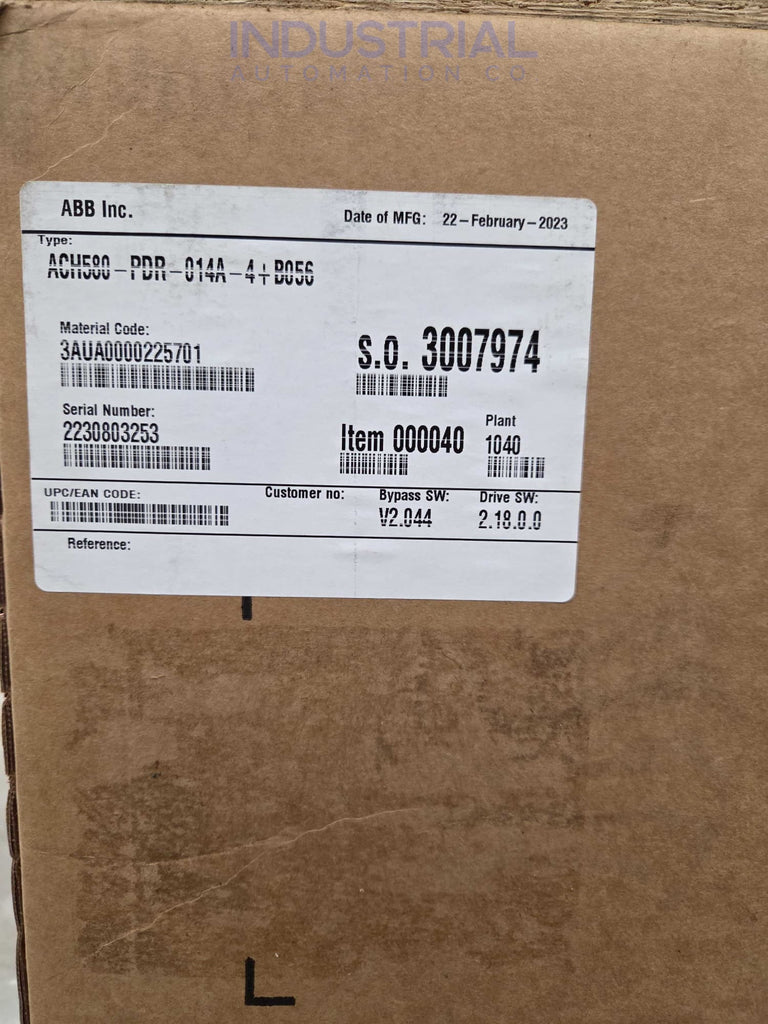 INDUSTRIAL
AUTOMATION CO
ABB Inc.
Date of MFG: 22-February-2023
Type:
ACH580-PDR-014A-4+B056
Material Code:
3AUA0000225701
S.O. 3007974
Serial Number:
2230803253
Item 000040
Plant
1040
UPC/EAN CODE:
Customer no:
Bypass SW:
V2.044
Drive SW:
2.18.0.0
Reference:
L